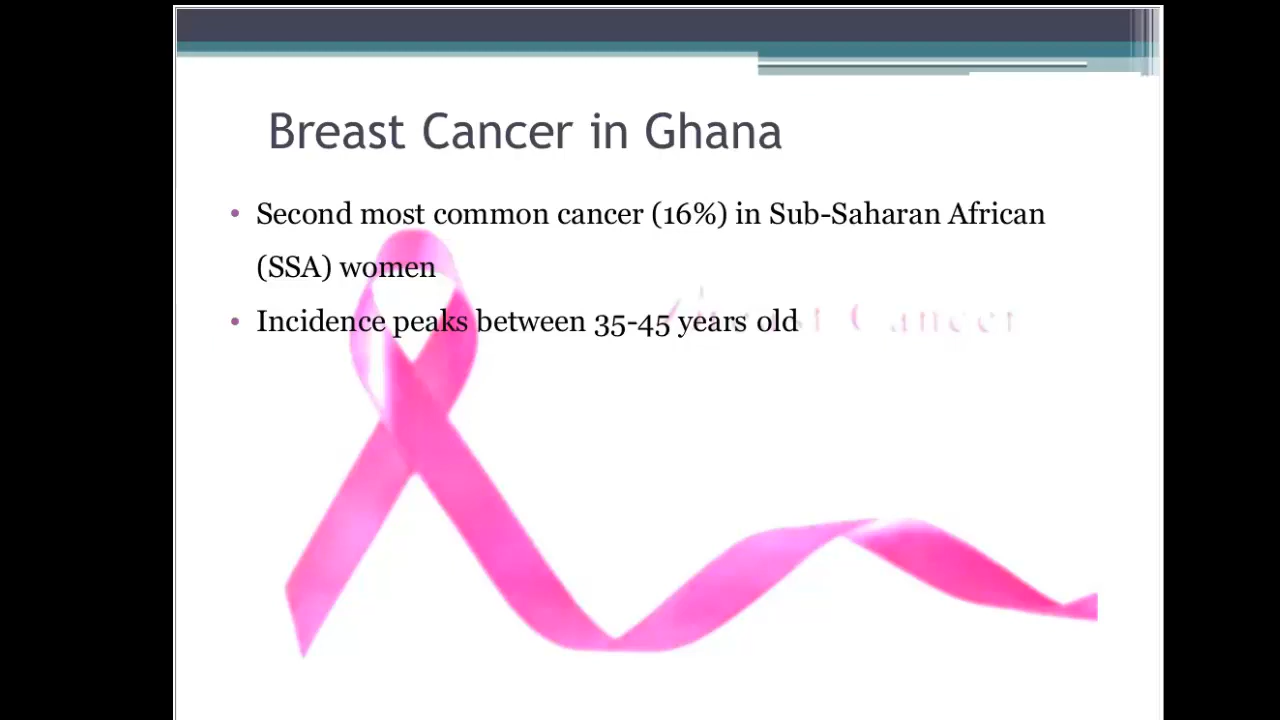 Breast Cancer in Ghana
• Second most common cancer (16%) in Sub-Saharan African
(SSA) women
• Incidence peaks between 35-45 years old
Cancer